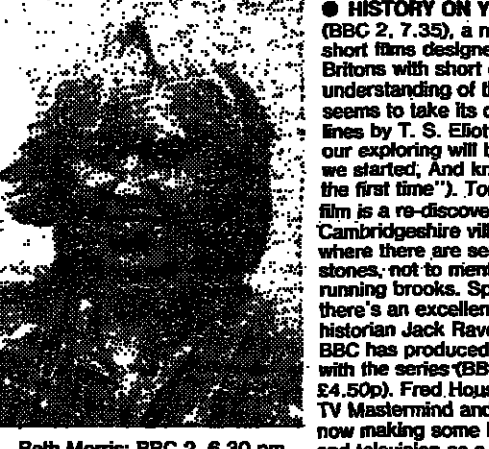 ● HISTORY ON Y
(BBC 2, 7.35), a n
short films designe
Britons with short
understanding of t
seems to take its
lines by T. S. Eliot
our exploring will b
we started, And kn
the first time"). To
film is a re-discove
Cambridgeshire vill
where there are se
stones, not to ment
running brooks. Sp
there's an excellen
historian Jack Rave
BBC has produced
with the series (BB
£4.50p). Fred Hous
TV Mastermind and
now making some
and television as a
Beth Morris: BBC 2, 6.30 pm